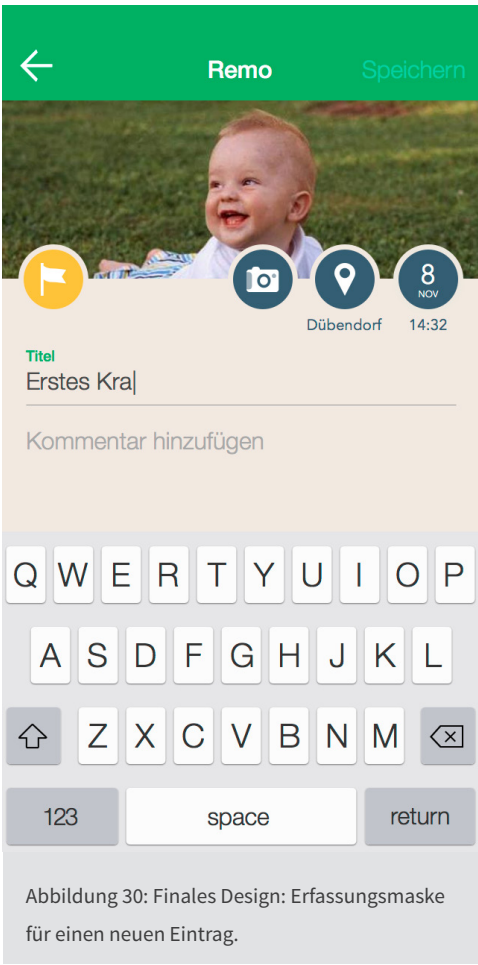 Remo Speichern
8
NOV
Dübendorf 14:32
Titel
Erstes Kra
Kommentar hinzufügen
Q W E R T Y U I O P
A S D F G H J K L
Z X C V B N M
123 space return
Abbildung 30: Finales Design: Erfassungsmaske
für einen neuen Eintrag.